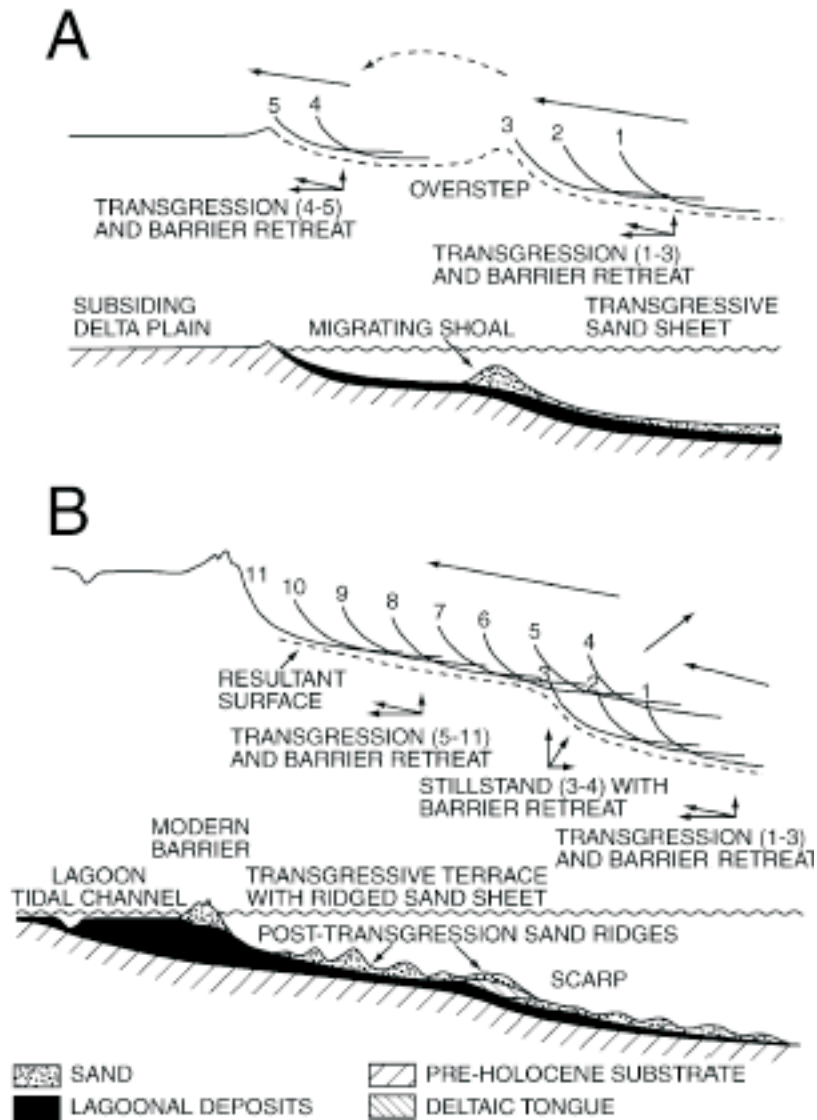 A
5
4
3
2
1
OVERSTEP
TRANSGRESSION (4-5)
AND BARRIER RETREAT
TRANSGRESSION (1-3)
AND BARRIER RETREAT
SUBSIDING
DELTA PLAIN
MIGRATING SHOAL
TRANSGRESSIVE
SAND SHEET
B
11
10
9
8
7
6
5
4
3
2
1
RESULTANT
SURFACE
TRANSGRESSION (5-11)
AND BARRIER RETREAT
STILLSTAND (3-4) WITH
BARRIER RETREAT
TRANSGRESSION (1-3)
AND BARRIER RETREAT
MODERN
BARRIER
LAGOON
TIDAL CHANNEL
TRANSGRESSIVE TERRACE
WITH RIDGED SAND SHEET
POST-TRANSGRESSION SAND RIDGES
SCARP
SAND
PRE-HOLOCENE SUBSTRATE
LAGOONAL DEPOSITS
DELTAIC TONGUE